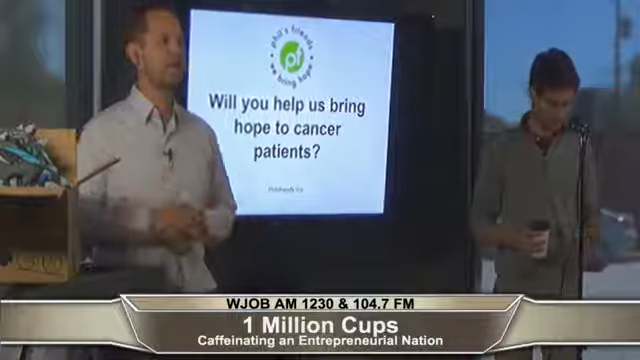 phil's friends
pf
we bring hope
Will you help us bring
hope to cancer
patients?
WJOB AM 1230 & 104.7 FM
1 Million Cups
Caffeinating an Entrepreneurial Nation